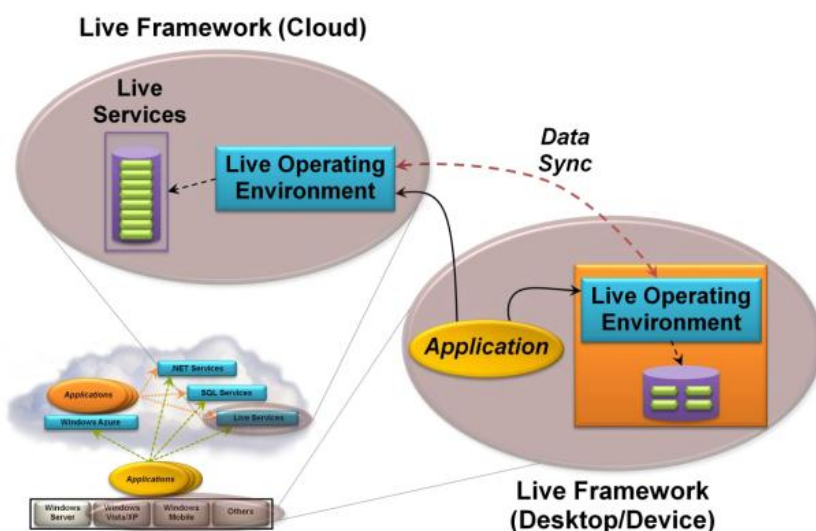 Live Framework (Cloud)
Live
Services
Live Operating
Environment
Data
Sync
Live Operating
Environment
Application
.NET Services
Applications
SQL Services
Windows Azure
Live Services
Applications
Windows
Server
Windows
Vista/XP
Windows
Mobile
Others
Live Framework
(Desktop/Device)